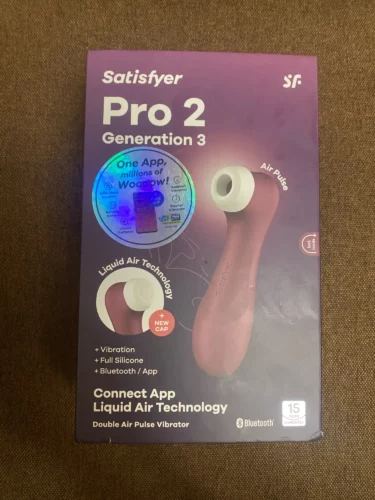 Satisfyer
SF.
Pro 2
Generation 3
One App,
millions of
Wooow!
Air Pulse
Liquid Air Technology
+
NEW
CAP
+ Vibration
+ Full Silicone
+ Bluetooth / App
Connect App
Liquid Air Technology
Double Air Pulse Vibrator
Bluetooth
15